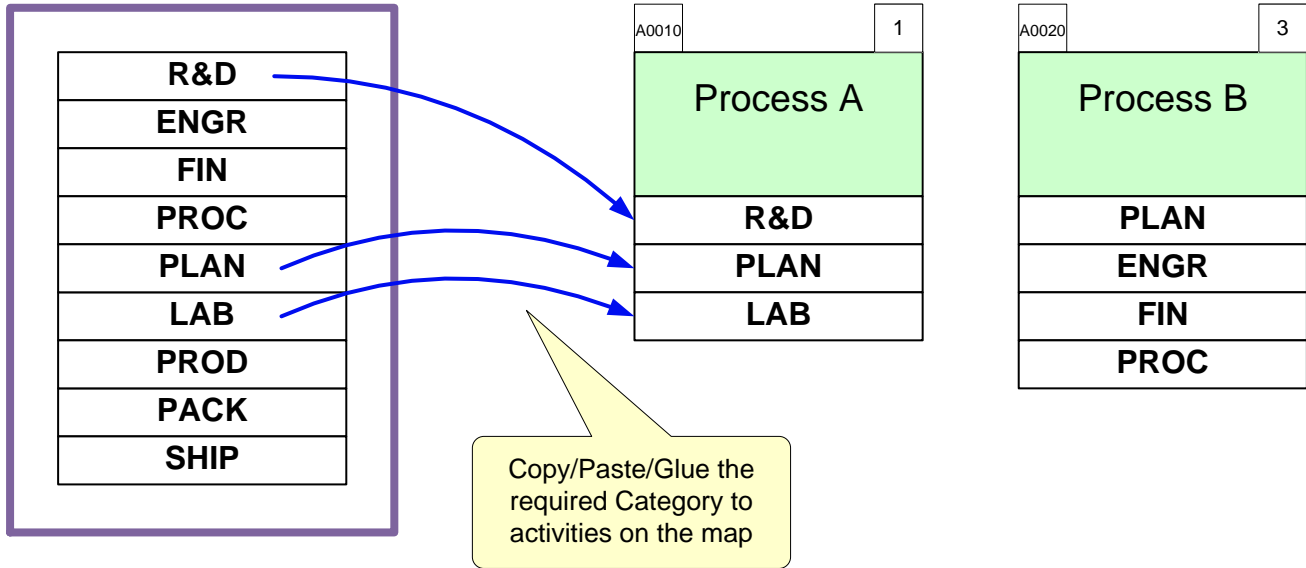 R&D
ENGR
FIN
PROC
PLAN
LAB
PROD
PACK
SHIP
A0010
1
Process A
R&D
PLAN
LAB
Copy/Paste/Glue the
required Category to
activities on the map
A0020
3
Process B
PLAN
ENGR
FIN
PROC